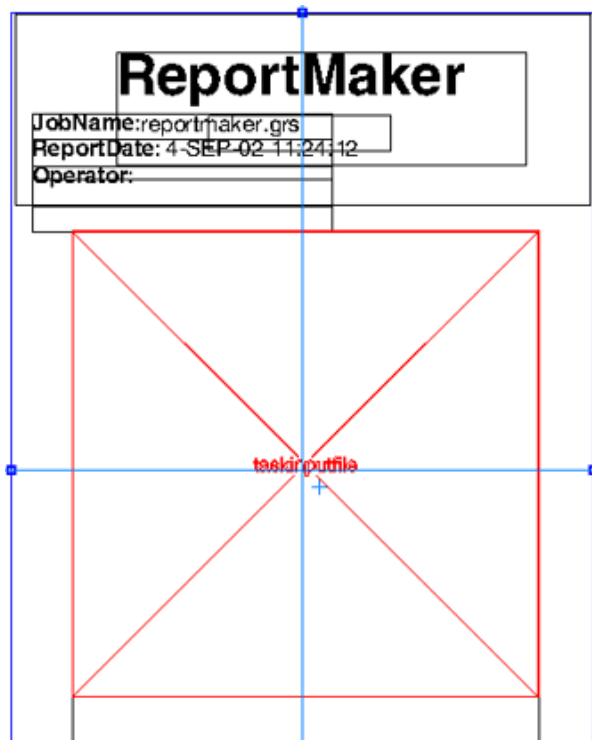 ReportMaker
JobName:reportmaker.grs
ReportDate: 4-SEP-02 11:24:12
Operator:
taskinputfile